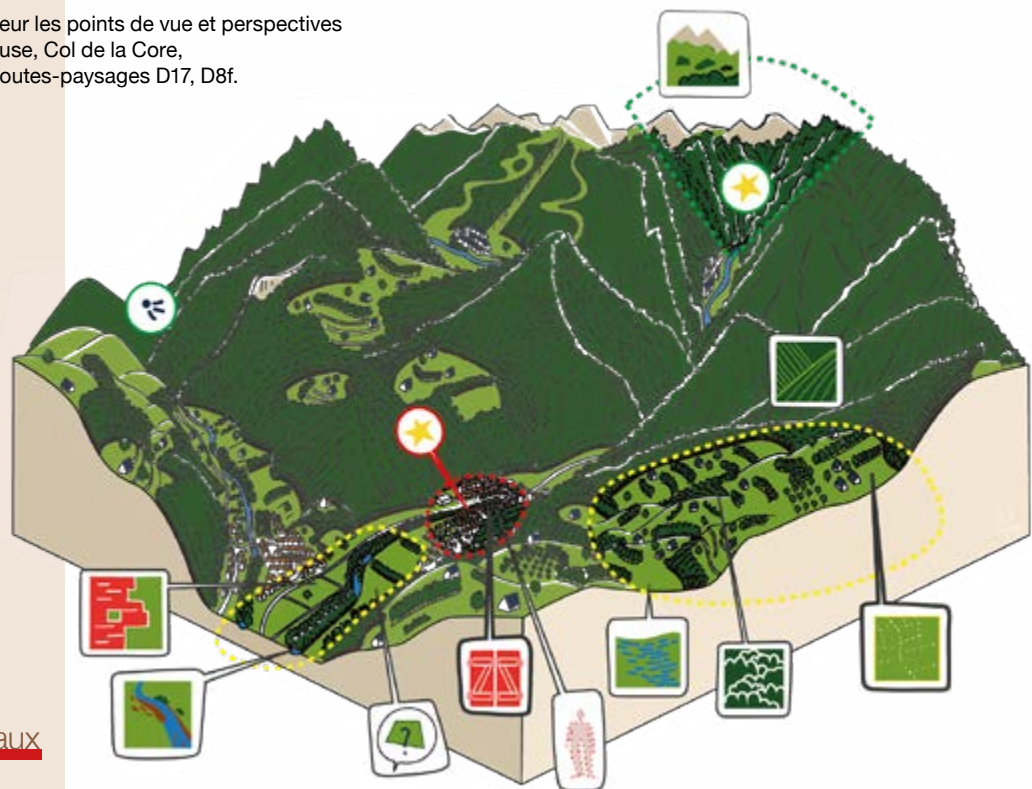 eur les points de vue et perspectives
use, Col de la Core,
outes-paysages D17, D8f.
?
aux